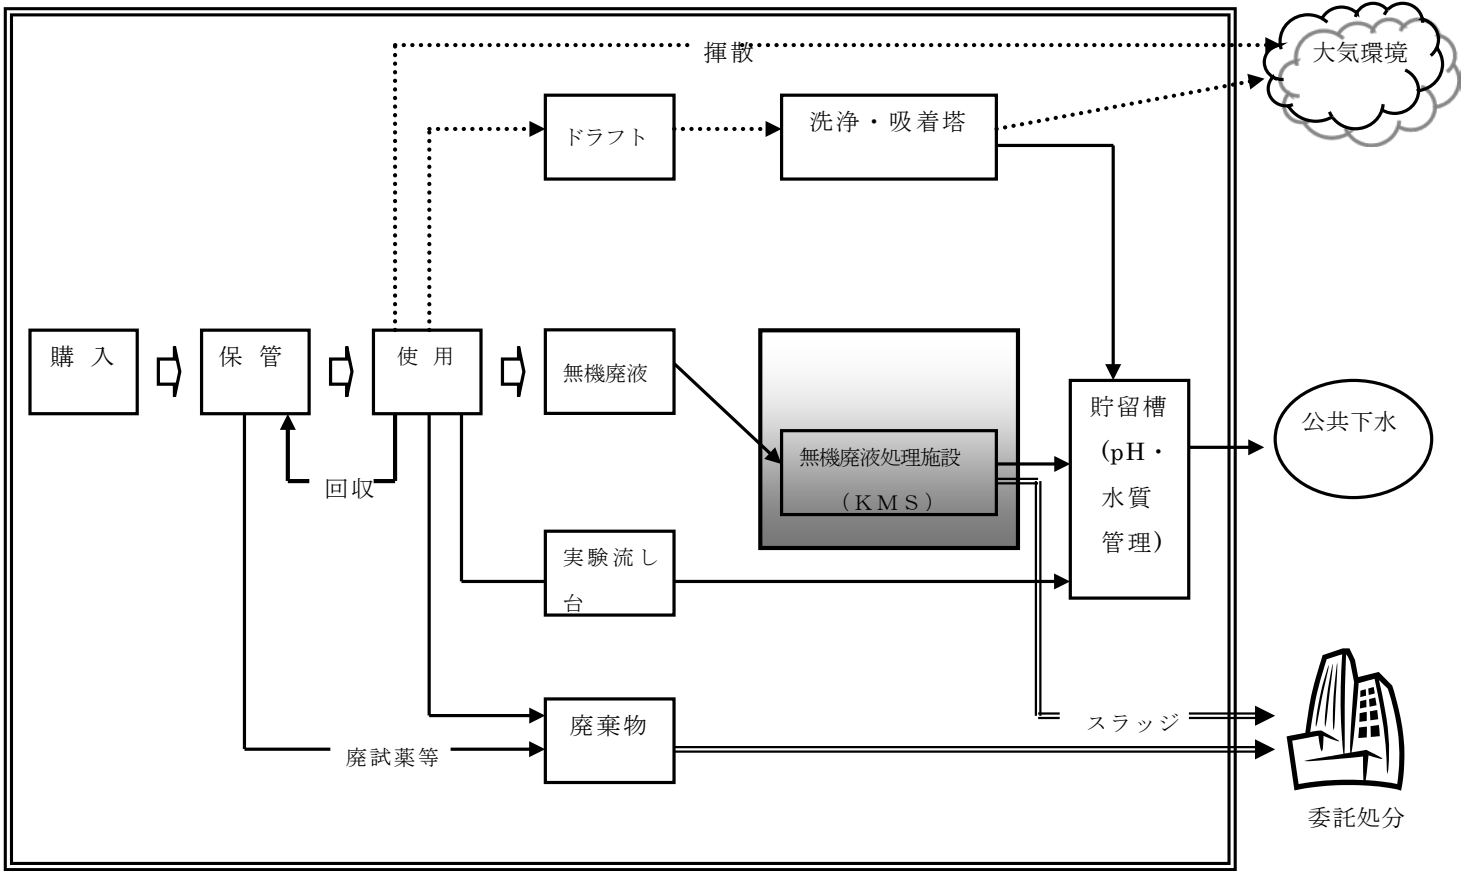 揮散
大気環境
ドラフト
洗浄・吸着塔
購 入
保 管
使 用
無機廃液
無機廃液処理施設
（ＫＭＳ）
貯留槽
(pH・
水質
管理)
公共下水
回収
実験流し
台
廃棄物
廃試薬等
スラッジ
委託処分